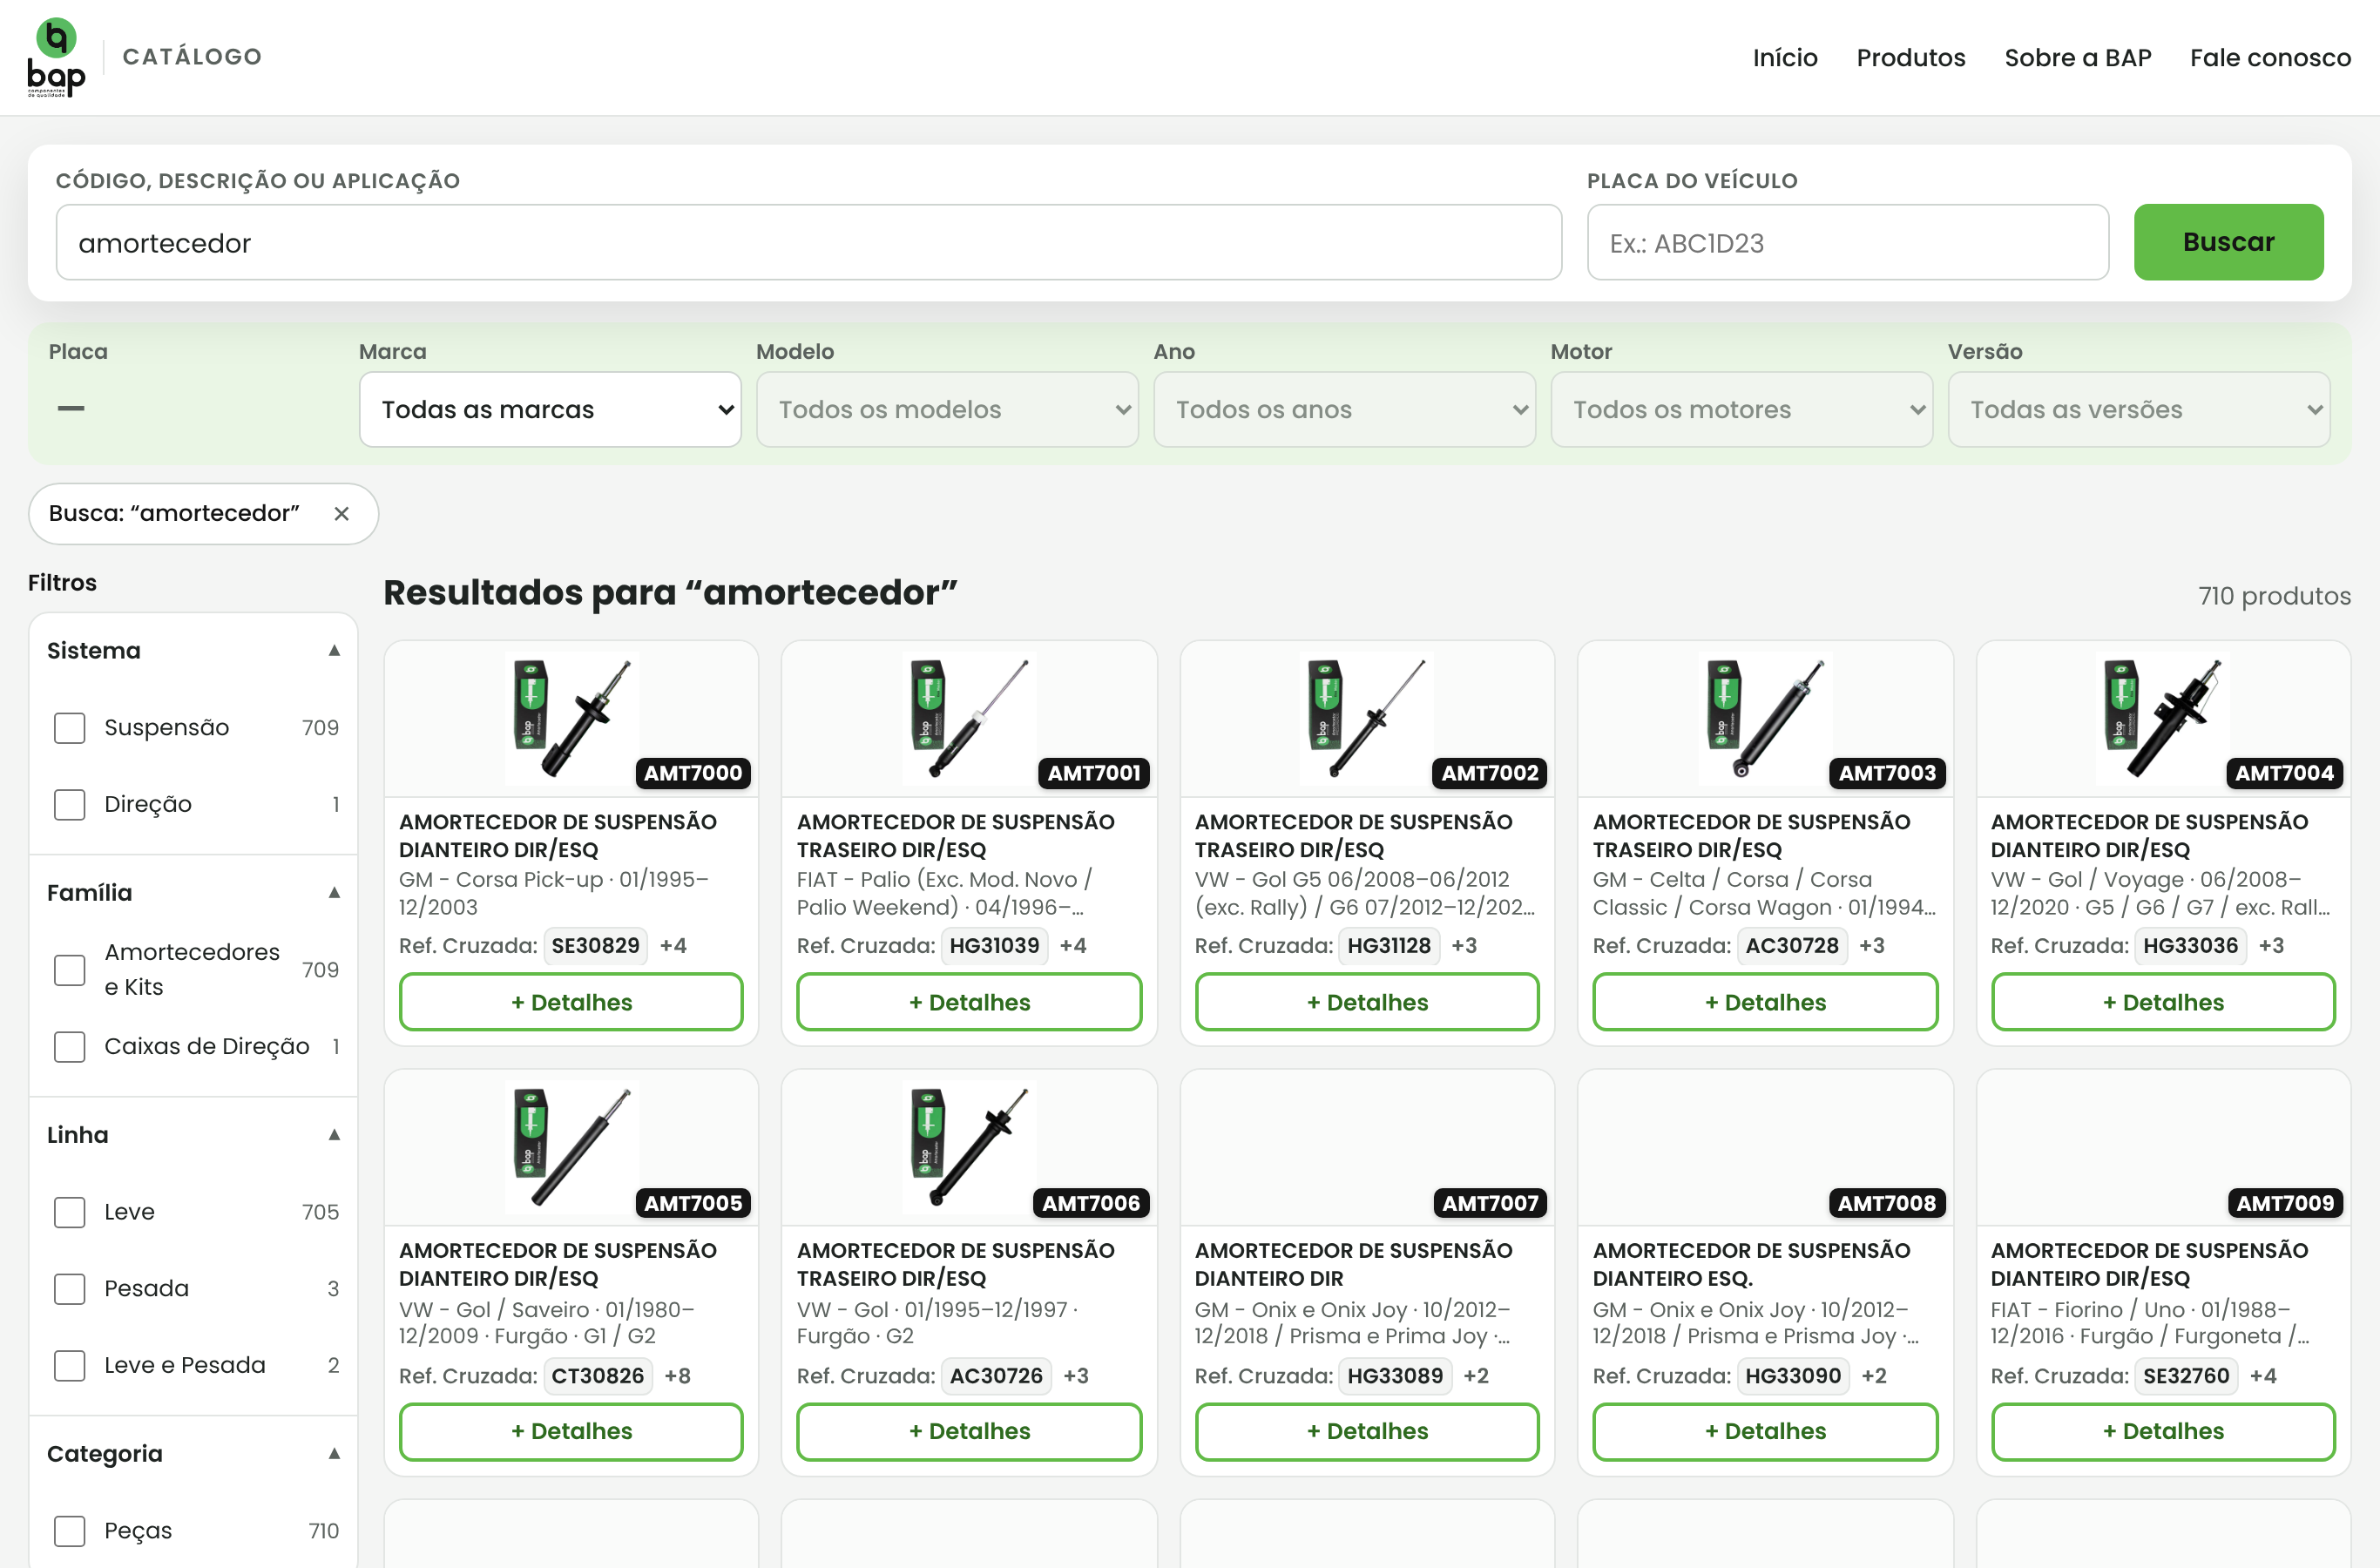 bap
componentes
de qualidade
CATÁLOGO
Início
Produtos
Sobre a BAP
Fale conosco
CÓDIGO, DESCRIÇÃO OU APLICAÇÃO
amortecedor
PLACA DO VEÍCULO
Ex.: ABC1D23
Buscar
Placa
—
Marca
Todas as marcas
Modelo
Todos os modelos
Ano
Todos os anos
Motor
Todos os motores
Versão
Todas as versões
Busca: “amortecedor” ✕
Filtros
Sistema
Suspensão 709
Direção 1
Família
Amortecedores
e Kits 709
Caixas de Direção 1
Linha
Leve 705
Pesada 3
Leve e Pesada 2
Categoria
Peças 710
Resultados para “amortecedor”
710 produtos
bap
AMT7000
AMORTECEDOR DE SUSPENSÃO
DIANTEIRO DIR/ESQ
GM - Corsa Pick-up · 01/1995–
12/2003
Ref. Cruzada: SE30829 +4
+ Detalhes
bap
AMT7001
AMORTECEDOR DE SUSPENSÃO
TRASEIRO DIR/ESQ
FIAT - Palio (Exc. Mod. Novo /
Palio Weekend) · 04/1996–…
Ref. Cruzada: HG31039 +4
+ Detalhes
bap
AMT7002
AMORTECEDOR DE SUSPENSÃO
TRASEIRO DIR/ESQ
VW - Gol G5 06/2008–06/2012
(exc. Rally) / G6 07/2012–12/202…
Ref. Cruzada: HG31128 +3
+ Detalhes
bap
AMT7003
AMORTECEDOR DE SUSPENSÃO
TRASEIRO DIR/ESQ
GM - Celta / Corsa / Corsa
Classic / Corsa Wagon · 01/1994…
Ref. Cruzada: AC30728 +3
+ Detalhes
bap
AMT7004
AMORTECEDOR DE SUSPENSÃO
DIANTEIRO DIR/ESQ
VW - Gol / Voyage · 06/2008–
12/2020 · G5 / G6 / G7 / exc. Rall…
Ref. Cruzada: HG33036 +3
+ Detalhes
bap
AMT7005
AMORTECEDOR DE SUSPENSÃO
DIANTEIRO DIR/ESQ
VW - Gol / Saveiro · 01/1980–
12/2009 · Furgão · G1 / G2
Ref. Cruzada: CT30826 +8
+ Detalhes
bap
AMT7006
AMORTECEDOR DE SUSPENSÃO
TRASEIRO DIR/ESQ
VW - Gol · 01/1995–12/1997 ·
Furgão · G2
Ref. Cruzada: AC30726 +3
+ Detalhes
AMT7007
AMORTECEDOR DE SUSPENSÃO
DIANTEIRO DIR
GM - Onix e Onix Joy · 10/2012–
12/2018 / Prisma e Prima Joy ·…
Ref. Cruzada: HG33089 +2
+ Detalhes
AMT7008
AMORTECEDOR DE SUSPENSÃO
DIANTEIRO ESQ.
GM - Onix e Onix Joy · 10/2012–
12/2018 / Prisma e Prisma Joy ·…
Ref. Cruzada: HG33090 +2
+ Detalhes
AMT7009
AMORTECEDOR DE SUSPENSÃO
DIANTEIRO DIR/ESQ
FIAT - Fiorino / Uno · 01/1988–
12/2016 · Furgão / Furgoneta /…
Ref. Cruzada: SE32760 +4
+ Detalhes